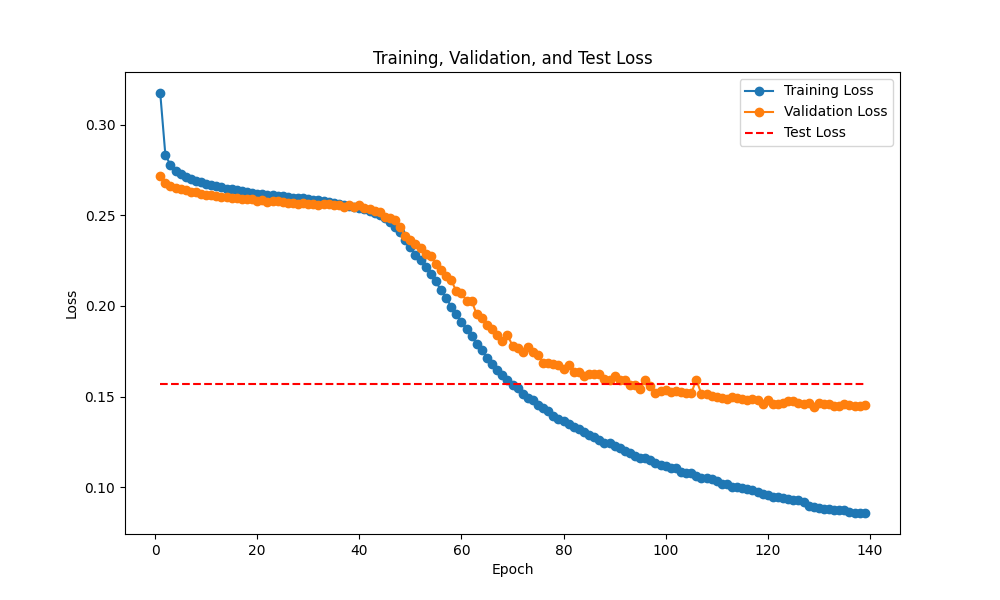 Training, Validation, and Test Loss
Training Loss
Validation Loss
Test Loss
0.30
0.25
0.20
0.15
0.10
Loss
0
20
40
60
80
100
120
140
Epoch